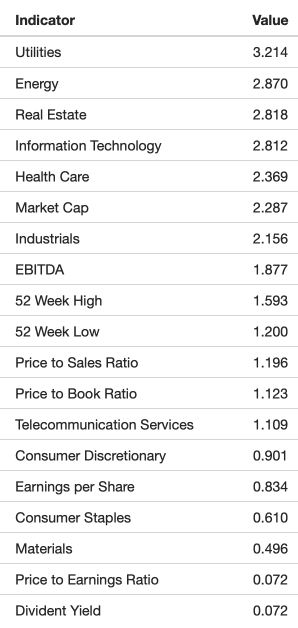 Indicator Value
Utilities 3.214
Energy 2.870
Real Estate 2.818
Information Technology 2.812
Health Care 2.369
Market Cap 2.287
Industrials 2.156
EBITDA 1.877
52 Week High 1.593
52 Week Low 1.200
Price to Sales Ratio 1.196
Price to Book Ratio 1.123
Telecommunication Services 1.109
Consumer Discretionary 0.901
Earnings per Share 0.834
Consumer Staples 0.610
Materials 0.496
Price to Earnings Ratio 0.072
Divident Yield 0.072